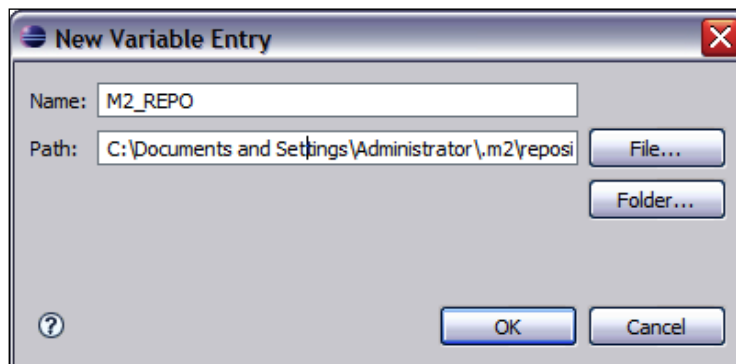 New Variable Entry
Name: M2_REPO
Path: C:\Documents and Settings\Administrator\.m2\reposi File...
Folder...
OK Cancel